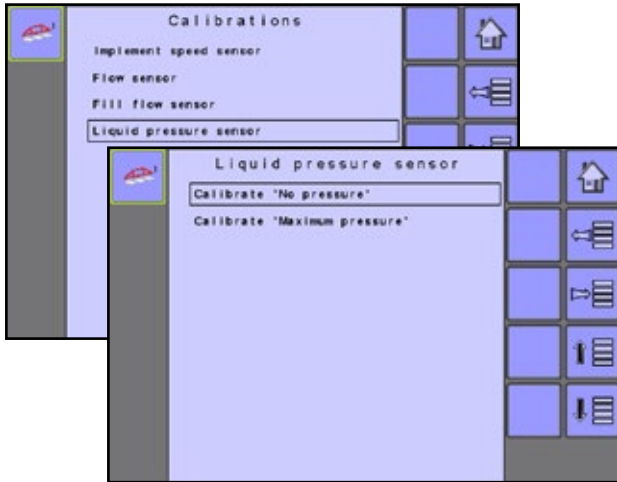 Calibrations
Implement speed sensor
Flow sensor
Fill flow sensor
Liquid pressure sensor
Liquid pressure sensor
Calibrate "No pressure"
Calibrate "Maximum pressure"